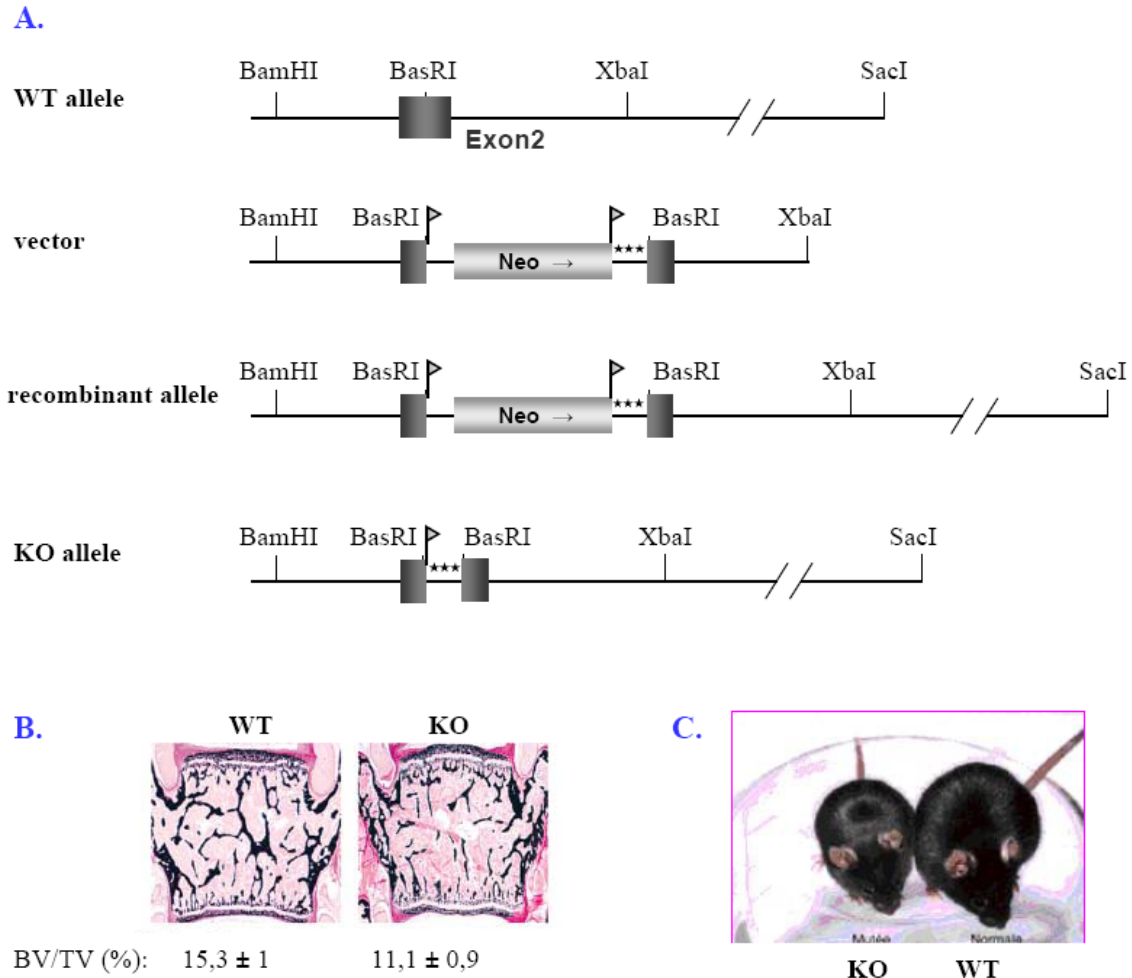 A.
BamHI BasRI XbaI SacI
WT allele
Exon2
BamHI BasRI BasRI XbaI
vector
Neo →
★★★
BamHI BasRI BasRI XbaI SacI
recombinant allele
Neo →
★★★
BamHI BasRI BasRI XbaI SacI
KO allele
★★★
B.
WT KO
BV/TV (%): 15,3 ± 1 11,1 ± 0,9
C.
Mutée Normale
KO WT